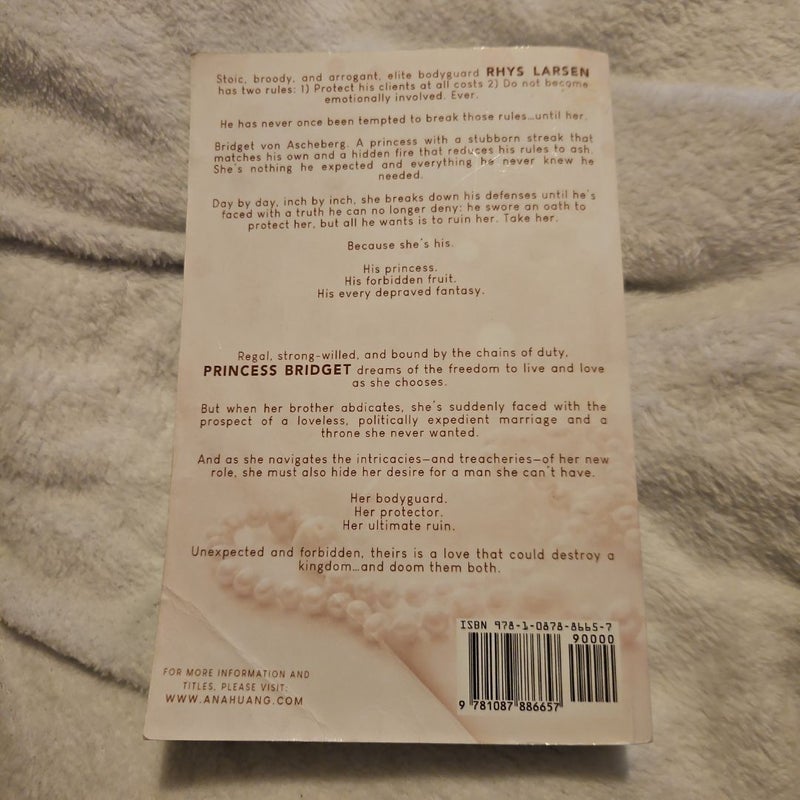 Stoic, broody, and arrogant, elite bodyguard RHYS LARSEN
has two rules: 1) Protect his clients at all costs 2) Do not become
emotionally involved. Ever.
He has never once been tempted to break those rules...until her.
Bridget von Ascheberg. A princess with a stubborn streak that
matches his own and a hidden fire that reduces his rules to ash.
She's nothing he expected and everything he never knew he
needed.
Day by day, inch by inch, she breaks down his defenses until he's
faced with a truth he can no longer deny: he swore an oath to
protect her, but all he wants is to ruin her. Take her.
Because she's his.
His princess.
His forbidden fruit.
His every depraved fantasy.
Regal, strong-willed, and bound by the chains of duty,
PRINCESS BRIDGET dreams of the freedom to live and love
as she chooses.
But when her brother abdicates, she's suddenly faced with the
prospect of a loveless, politically expedient marriage and a
throne she never wanted.
And as she navigates the intricacies—and treacheries—of her new
role, she must also hide her desire for a man she can't have.
Her bodyguard.
Her protector.
Her ultimate ruin.
Unexpected and forbidden, theirs is a love that could destroy a
kingdom...and doom them both.
FOR MORE INFORMATION AND
TITLES, PLEASE VISIT:
WWW.ANAHUANG.COM
ISBN 978-1-0878-8665-7
90000
9 781087 886657